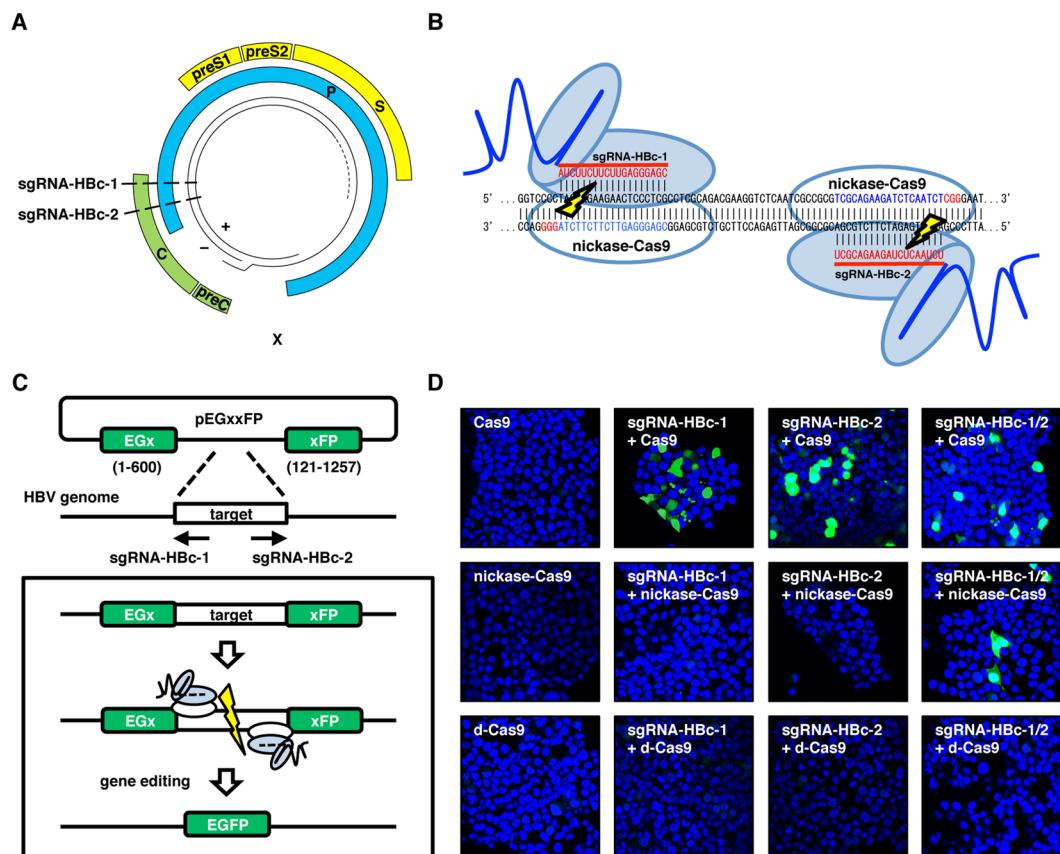 A
preS1
preS2
S
P
sgRNA-HBc-1
sgRNA-HBc-2
+
–
C
preC
X
B
sgRNA-HBc-1
AUCUUCUUCUUGAGGGAGC
nickase-Cas9
5' ...GGTCCCCTA GAAGAACTCCCTCGCCTCGCAGACGAAGGTCTCAATCGCCGCGTCGCAGAAGATCTCAATCTCGGGAAT...3'
3' ...CCAGGGGATCTTCTTCTTGAGGGAGCGGAGCGTCTGCTTCCAGAGTTAGCGGCGCAGCGTCTTCTAGAG AGCCCTTA...5'
nickase-Cas9
UCGCAGAAGAUCUCAAUCU
sgRNA-HBc-2
C
pEGxxFP
EGx
xFP
(1-600)
(121-1257)
HBV genome
target
sgRNA-HBc-1
sgRNA-HBc-2
EGx
target
xFP
EGx
xFP
gene editing
EGFP
D
Cas9
sgRNA-HBc-1
+ Cas9
sgRNA-HBc-2
+ Cas9
sgRNA-HBc-1/2
+ Cas9
nickase-Cas9
sgRNA-HBc-1
+ nickase-Cas9
sgRNA-HBc-2
+ nickase-Cas9
sgRNA-HBc-1/2
+ nickase-Cas9
d-Cas9
sgRNA-HBc-1
+ d-Cas9
sgRNA-HBc-2
+ d-Cas9
sgRNA-HBc-1/2
+ d-Cas9